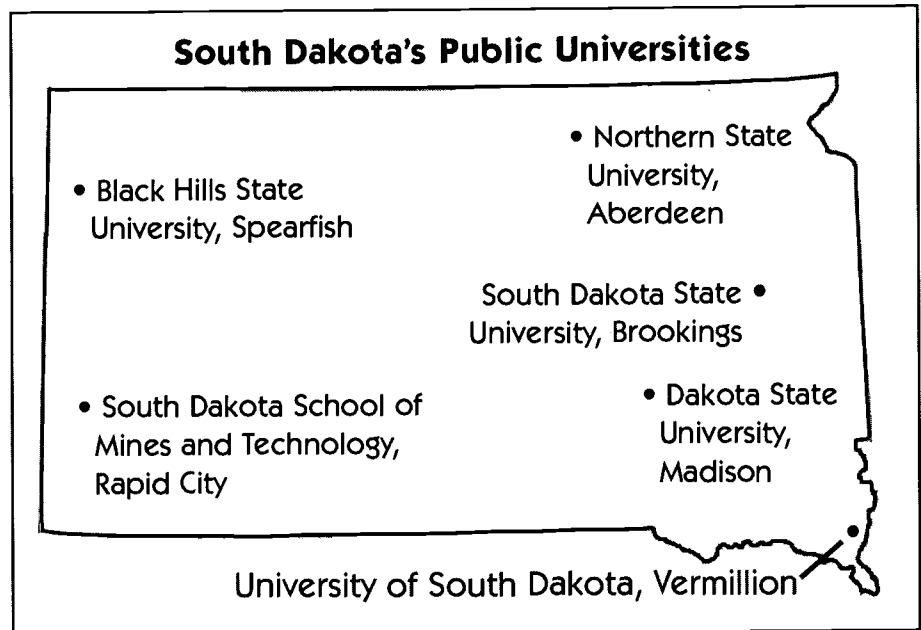 South Dakota's Public Universities
• Northern State
University,
Aberdeen
• Black Hills State
University, Spearfish
South Dakota State •
University, Brookings
• South Dakota School of
Mines and Technology,
Rapid City
• Dakota State
University,
Madison
University of South Dakota, Vermillion